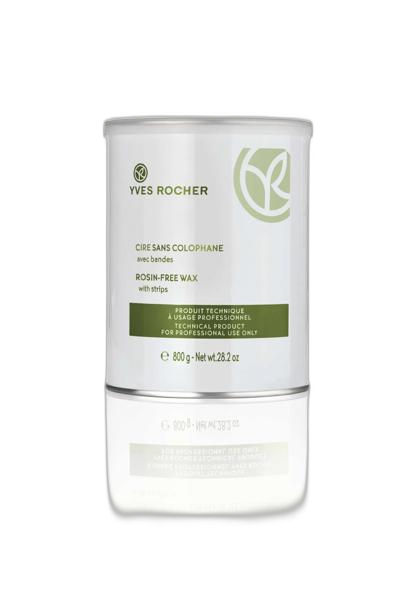 YVES ROCHER
CIRE SANS COLOPHANE
avec bandes
ROSIN-FREE WAX
with strips
PRODUIT TECHNIQUE
À USAGE PROFESSIONNEL
TECHNICAL PRODUCT
FOR PROFESSIONAL USE ONLY
℮ 800 g - Net wt. 28.2 oz